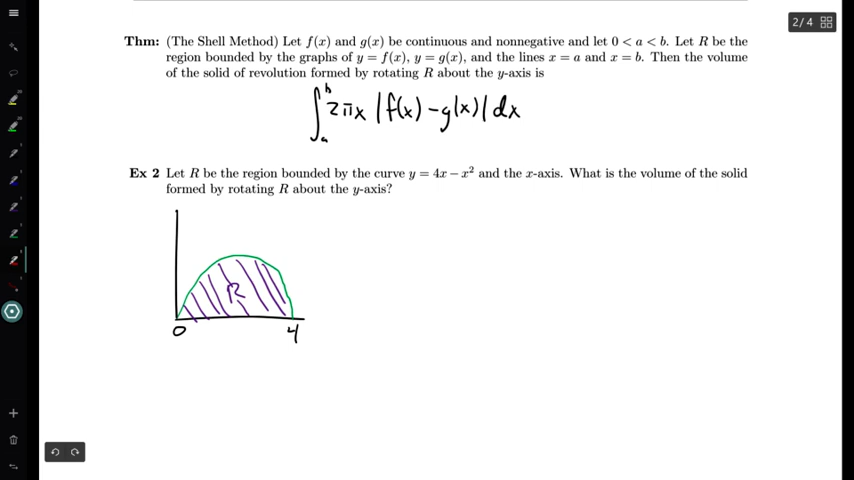 2/4
Thm: (The Shell Method) Let f(x) and g(x) be continuous and nonnegative and let 0 < a < b. Let R be the
region bounded by the graphs of y = f(x), y = g(x), and the lines x = a and x = b. Then the volume
of the solid of revolution formed by rotating R about the y-axis is
∫_a^b 2πx |f(x) - g(x)| dx
Ex 2 Let R be the region bounded by the curve y = 4x − x² and the x-axis. What is the volume of the solid
formed by rotating R about the y-axis?
R
0 4